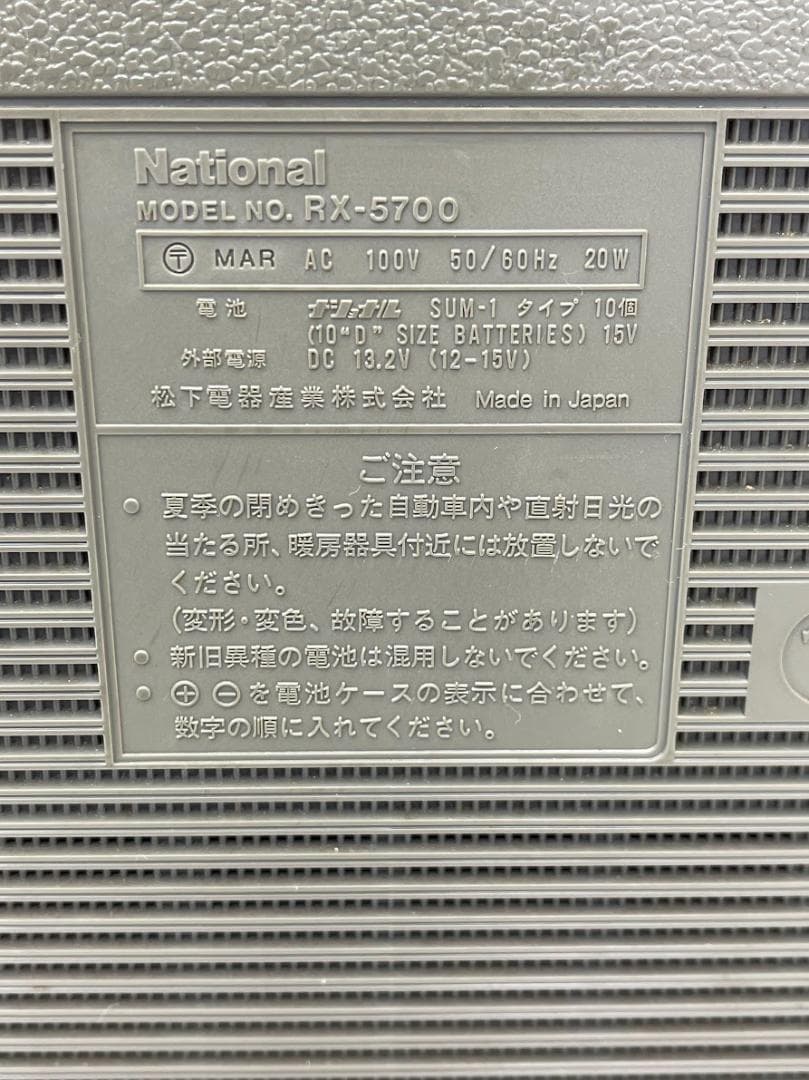 National
MODEL NO. RX-5700
〒 MAR AC 100V 50/60Hz 20W
電池 ナショナル SUM-1 タイプ 10個
(10"D" SIZE BATTERIES) 15V
外部電源 DC 13.2V (12-15V)
松下電器産業株式会社 Made in Japan
ご注意
○ 夏季の閉めきった自動車内や直射日光の
当たる所、暖房器具付近には放置しないで
ください。
(変形・変色、故障することがあります)
○ 新旧異種の電池は混用しないでください。
○ ⊕ ⊖を電池ケースの表示に合わせて、
数字の順に入れてください。